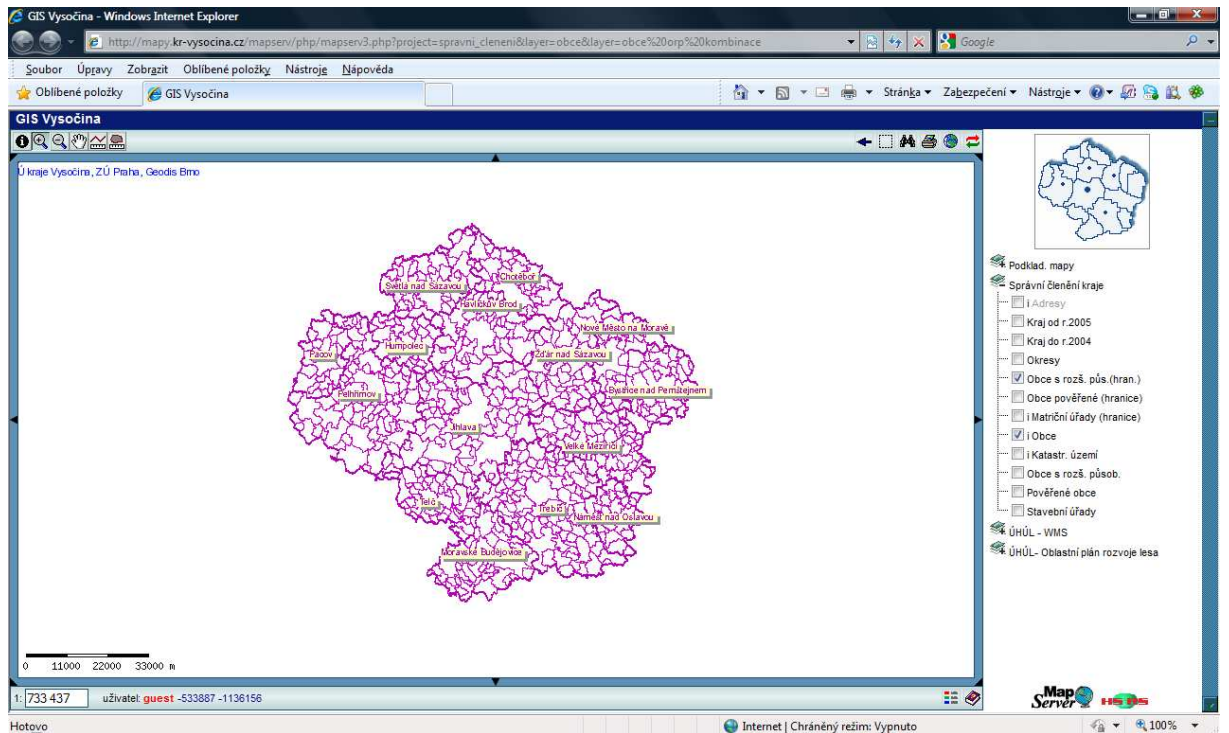 GIS Vysočina - Windows Internet Explorer
http://mapy.kr-vysocina.cz/mapserv/php/mapserv3.php?project=spravni_cleneni&layer=obce&layer=obce%20orp%20kombinace
Google
Soubor Úpravy Zobrazit Oblíbené položky Nástroje Nápověda
Oblíbené položky
GIS Vysočina
Stránka
Zabezpečení
Nástroje
GIS Vysočina
Ú kraje Vysočina, ZÚ Praha, Geodis Brno
Chotěboř
Světlá nad Sázavou
Havlíčkův Brod
Nové Město na Moravě
Humpolec
Pacov
Žďár nad Sázavou
Pelhřimov
Bystřice nad Pernštejnem
Jihlava
Velké Meziříčí
Telč
Třebíč
Náměšť nad Oslavou
Moravské Budějovice
0 11000 22000 33000 m
Podklad. mapy
Správní členění kraje
i Adresy
Kraj od r.2005
Kraj do r.2004
Okresy
Obce s rozš. půs.(hran.)
Obce pověřené (hranice)
i Matriční úřady (hranice)
i Obce
i Katastr. území
Obce s rozš. působ.
Pověřené obce
Stavební úřady
ÚHÚL - WMS
ÚHÚL- Oblastní plán rozvoje lesa
1: 733 437
uživatel: guest -533887 -1136156
Map
Server
HS RS
Hotovo
Internet | Chráněný režim: Vypnuto
100%